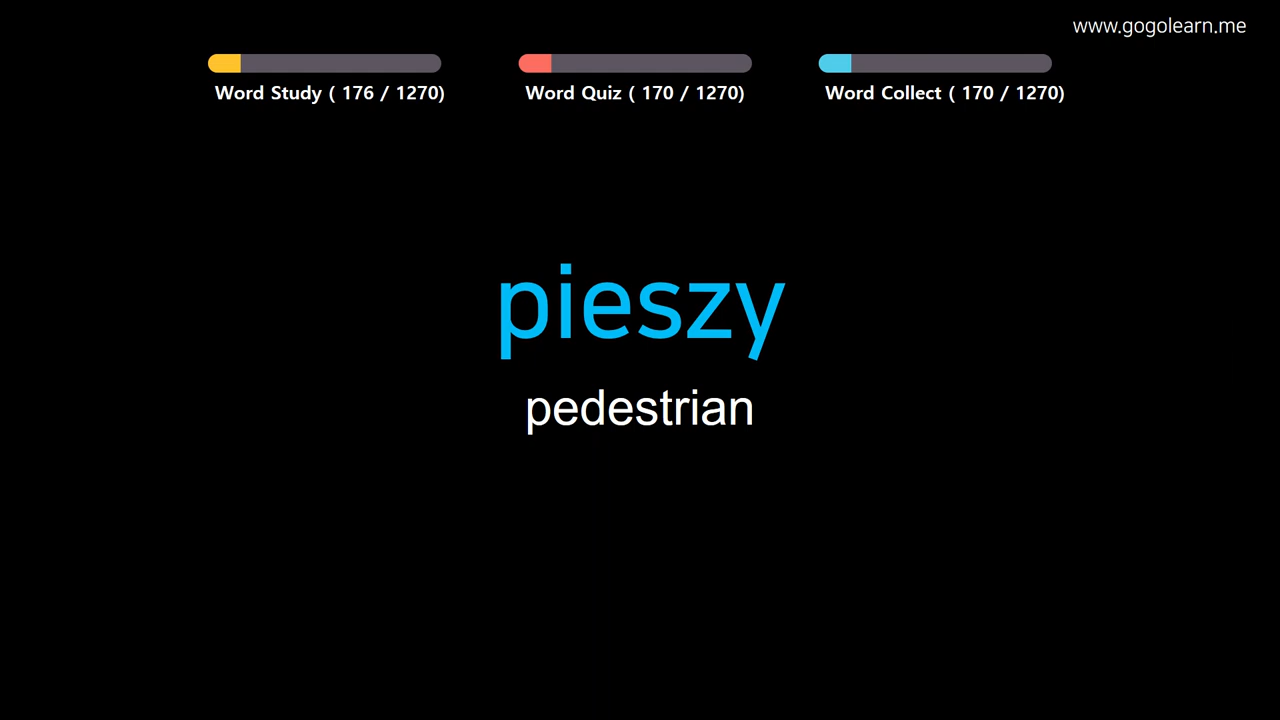 www.gogolearn.me
Word Study ( 176 / 1270)
Word Quiz ( 170 / 1270)
Word Collect ( 170 / 1270)
pieszy
pedestrian